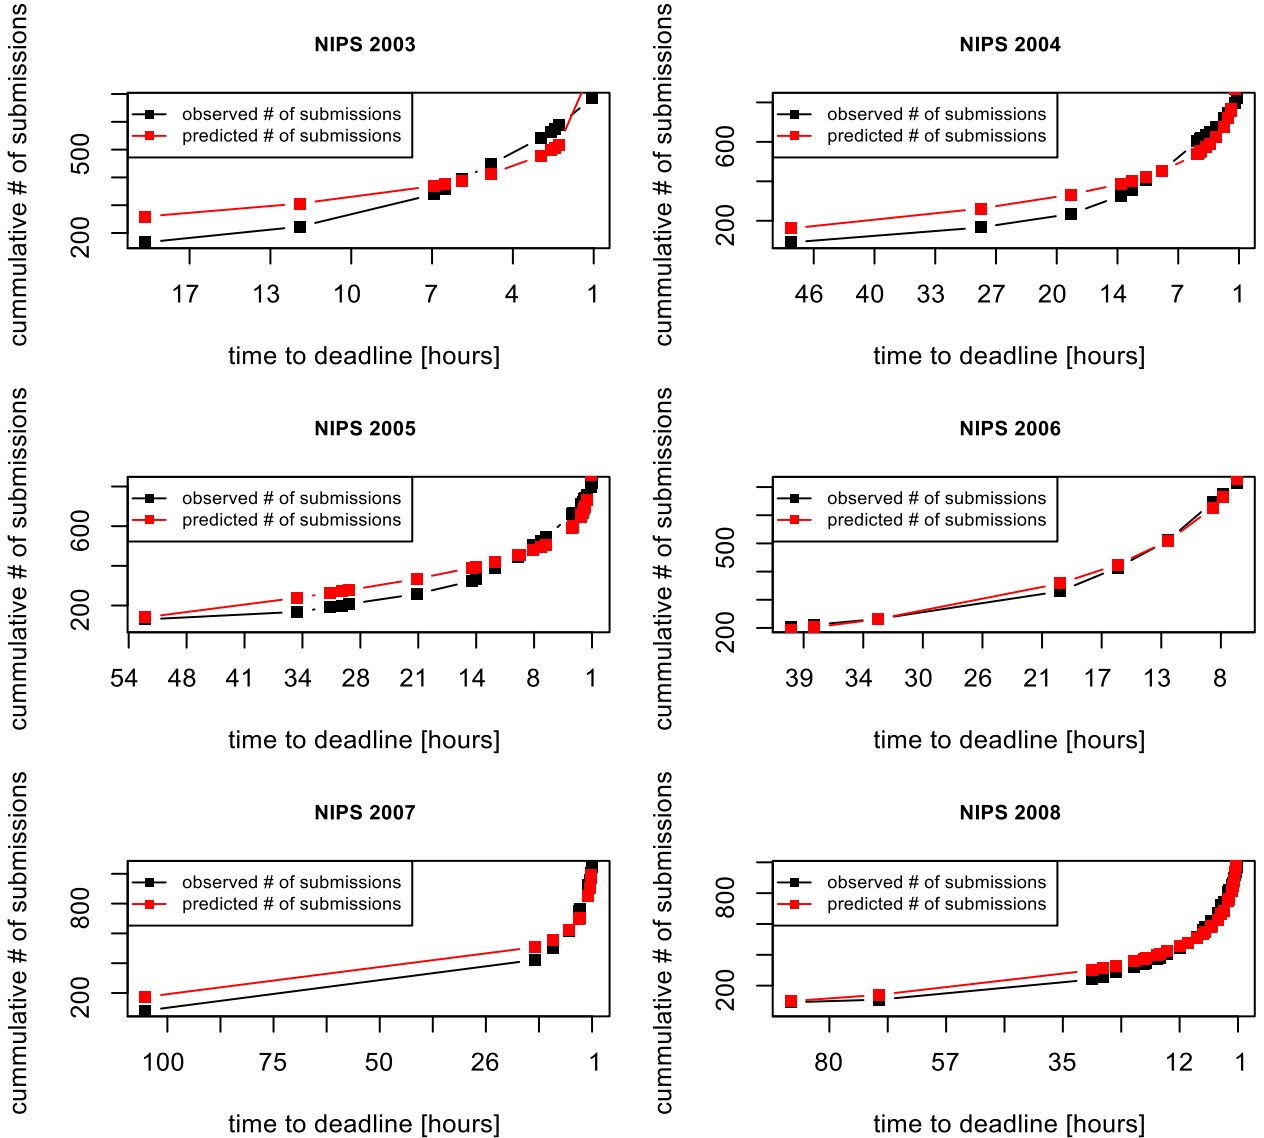 NIPS 2003
cummulative # of submissions
200 500
observed # of submissions
predicted # of submissions
17 13 10 7 4 1
time to deadline [hours]
NIPS 2004
cummulative # of submissions
200 600
observed # of submissions
predicted # of submissions
46 40 33 27 20 14 7 1
time to deadline [hours]
NIPS 2005
cummulative # of submissions
200 600
observed # of submissions
predicted # of submissions
54 48 41 34 28 21 14 8 1
time to deadline [hours]
NIPS 2006
cummulative # of submissions
200 500
observed # of submissions
predicted # of submissions
39 34 30 26 21 17 13 8
time to deadline [hours]
NIPS 2007
cummulative # of submissions
200 800
observed # of submissions
predicted # of submissions
100 75 50 26 1
time to deadline [hours]
NIPS 2008
cummulative # of submissions
200 800
observed # of submissions
predicted # of submissions
80 57 35 12 1
time to deadline [hours]